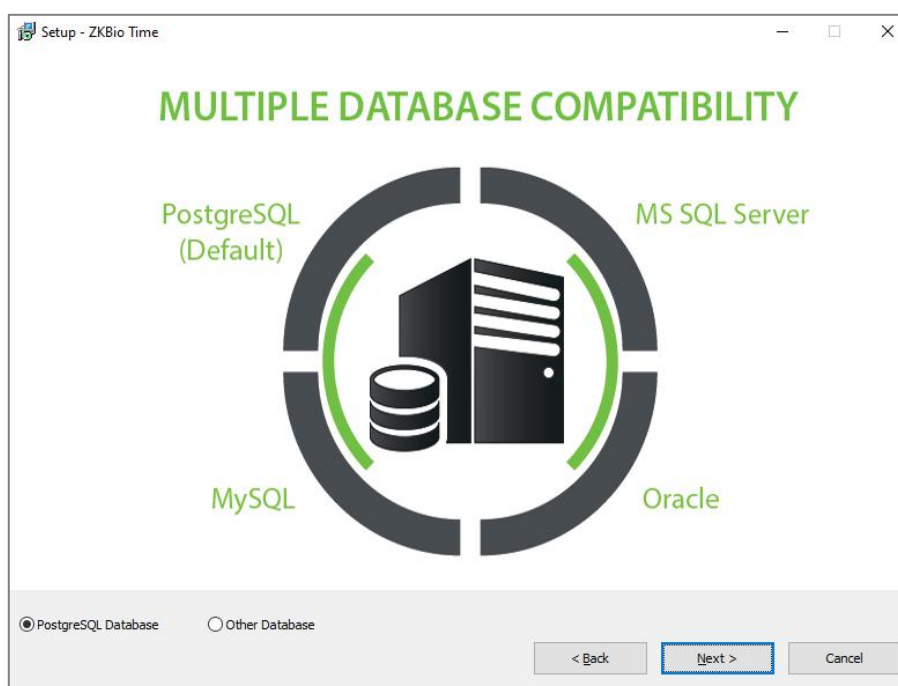 Setup - ZKBio Time
MULTIPLE DATABASE COMPATIBILITY
PostgreSQL
(Default)
MS SQL Server
MySQL
Oracle
PostgreSQL Database
Other Database
< Back
Next >
Cancel